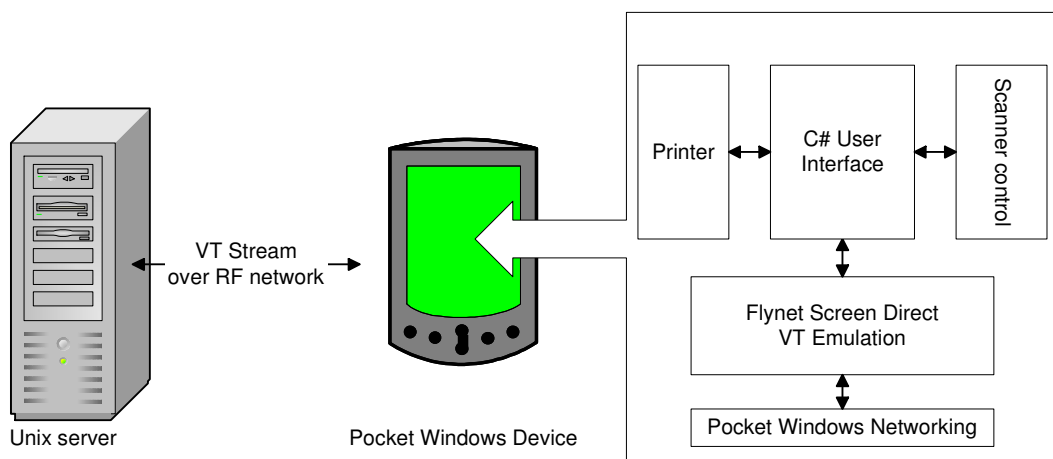 Unix server
VT Stream
over RF network
Pocket Windows Device
Printer
C# User
Interface
Scanner control
Flynet Screen Direct
VT Emulation
Pocket Windows Networking